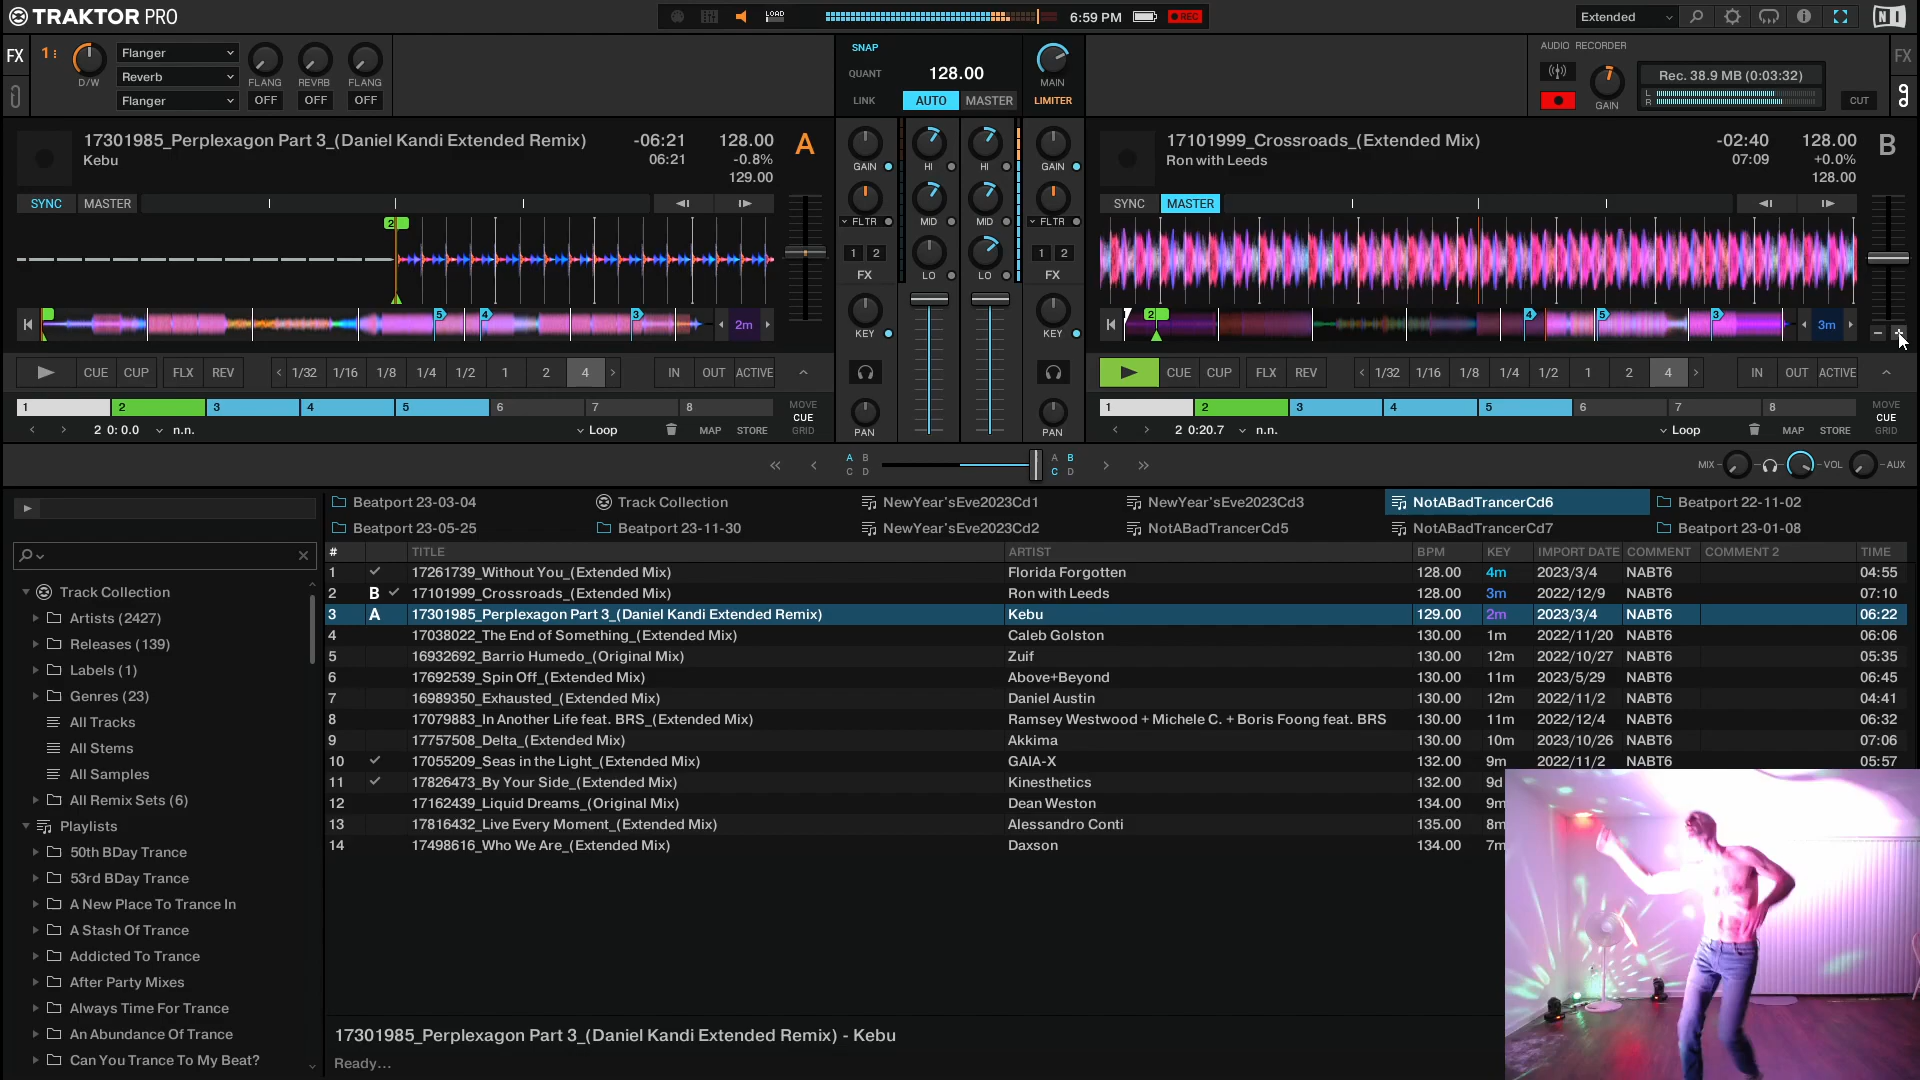 TRAKTOR PRO
LOAD
6:59 PM
REC
Extended
FX
1
D/W
Flanger
Reverb
Flanger
FLANG
REVRB
FLANG
OFF
OFF
OFF
SNAP
QUANT
128.00
LINK
AUTO
MASTER
MAIN
LIMITER
AUDIO RECORDER
GAIN
Rec. 38.9 MB (0:03:32)
L
R
CUT
FX
17301985_Perplexagon Part 3_(Daniel Kandi Extended Remix)
Kebu
-06:21
06:21
128.00
-0.8%
129.00
A
SYNC
MASTER
2
5
4
3
2m
CUE
CUP
FLX
REV
1/32
1/16
1/8
1/4
1/2
1
2
4
IN
OUT
ACTIVE
1
2
3
4
5
6
7
8
2 0: 0.0
n.n.
Loop
MAP
STORE
MOVE
CUE
GRID
GAIN
HI
HI
GAIN
FLTR
MID
MID
FLTR
1 2
1 2
FX
LO
LO
FX
KEY
KEY
PAN
PAN
17101999_Crossroads_(Extended Mix)
Ron with Leeds
-02:40
07:09
128.00
+0.0%
128.00
B
SYNC
MASTER
2
4
5
3
3m
CUE
CUP
FLX
REV
1/32
1/16
1/8
1/4
1/2
1
2
4
IN
OUT
ACTIVE
1
2
3
4
5
6
7
8
2 0:20.7
n.n.
Loop
MAP
STORE
MOVE
CUE
GRID
A B
C D
A B
C D
MIX
VOL
AUX
Beatport 23-03-04
Track Collection
NewYear'sEve2023Cd1
NewYear'sEve2023Cd3
NotABadTrancerCd6
Beatport 22-11-02
Beatport 23-05-25
Beatport 23-11-30
NewYear'sEve2023Cd2
NotABadTrancerCd5
NotABadTrancerCd7
Beatport 23-01-08
Track Collection
Artists (2427)
Releases (139)
Labels (1)
Genres (23)
All Tracks
All Stems
All Samples
All Remix Sets (6)
Playlists
50th BDay Trance
53rd BDay Trance
A New Place To Trance In
A Stash Of Trance
Addicted To Trance
After Party Mixes
Always Time For Trance
An Abundance Of Trance
Can You Trance To My Beat?
# TITLE ARTIST BPM KEY IMPORT DATE COMMENT COMMENT 2 TIME
1 17261739_Without You_(Extended Mix) Florida Forgotten 128.00 4m 2023/3/4 NABT6 04:55
2 B 17101999_Crossroads_(Extended Mix) Ron with Leeds 128.00 3m 2022/12/9 NABT6 07:10
3 A 17301985_Perplexagon Part 3_(Daniel Kandi Extended Remix) Kebu 129.00 2m 2023/3/4 NABT6 06:22
4 17038022_The End of Something_(Extended Mix) Caleb Golston 130.00 1m 2022/11/20 NABT6 06:06
5 16932692_Barrio Humedo_(Original Mix) Zuif 130.00 12m 2022/10/27 NABT6 05:35
6 17692539_Spin Off_(Extended Mix) Above+Beyond 130.00 11m 2023/5/29 NABT6 06:45
7 16989350_Exhausted_(Extended Mix) Daniel Austin 130.00 12m 2022/11/2 NABT6 04:41
8 17079883_In Another Life feat. BRS_(Extended Mix) Ramsey Westwood + Michele C. + Boris Foong feat. BRS 130.00 11m 2022/12/4 NABT6 06:32
9 17757508_Delta_(Extended Mix) Akkima 130.00 10m 2023/10/26 NABT6 07:06
10 17055209_Seas in the Light_(Extended Mix) GAIA-X 132.00 9m 2022/11/2 NABT6 05:57
11 17826473_By Your Side_(Extended Mix) Kinesthetics 132.00 9d
12 17162439_Liquid Dreams_(Original Mix) Dean Weston 134.00 9m
13 17816432_Live Every Moment_(Extended Mix) Alessandro Conti 135.00 8m
14 17498616_Who We Are_(Extended Mix) Daxson 134.00 7m
17301985_Perplexagon Part 3_(Daniel Kandi Extended Remix) - Kebu
Ready...